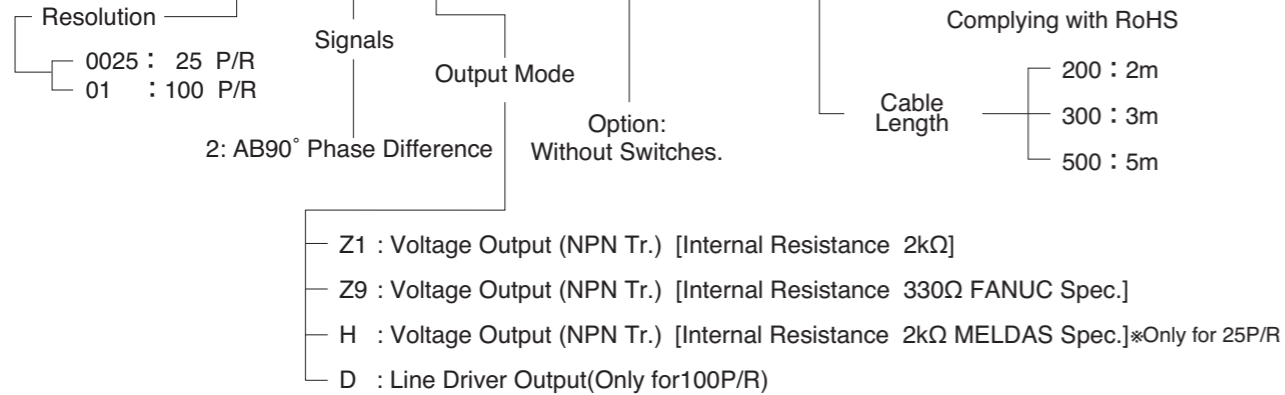 Resolution
0025 : 25 P/R
01 : 100 P/R
Signals
2: AB90° Phase Difference
Output Mode
Option:
Without Switches.
Complying with RoHS
Cable
Length
200 : 2m
300 : 3m
500 : 5m
Z1 : Voltage Output (NPN Tr.) [Internal Resistance 2kΩ]
Z9 : Voltage Output (NPN Tr.) [Internal Resistance 330Ω FANUC Spec.]
H : Voltage Output (NPN Tr.) [Internal Resistance 2kΩ MELDAS Spec.]※Only for 25P/R
D : Line Driver Output(Only for100P/R)